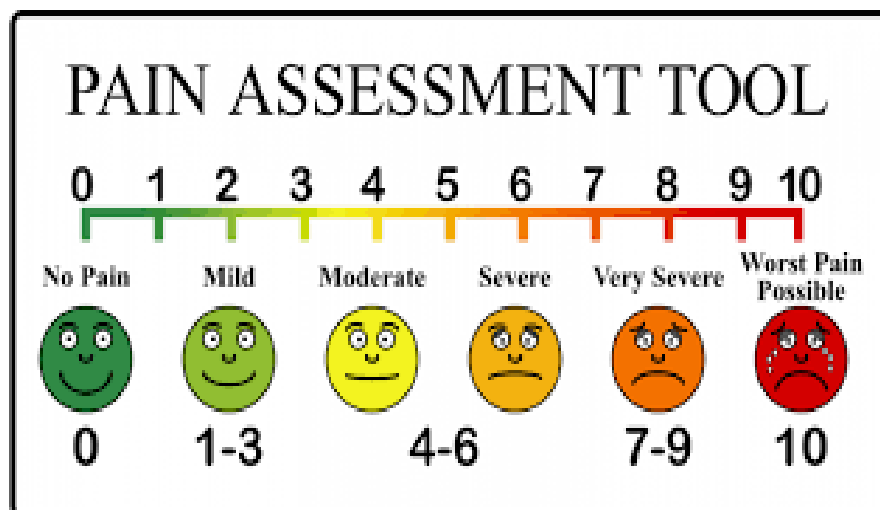 PAIN ASSESSMENT TOOL
0 1 2 3 4 5 6 7 8 9 10
No Pain Mild Moderate Severe Very Severe Worst Pain Possible
0 1-3 4-6 7-9 10